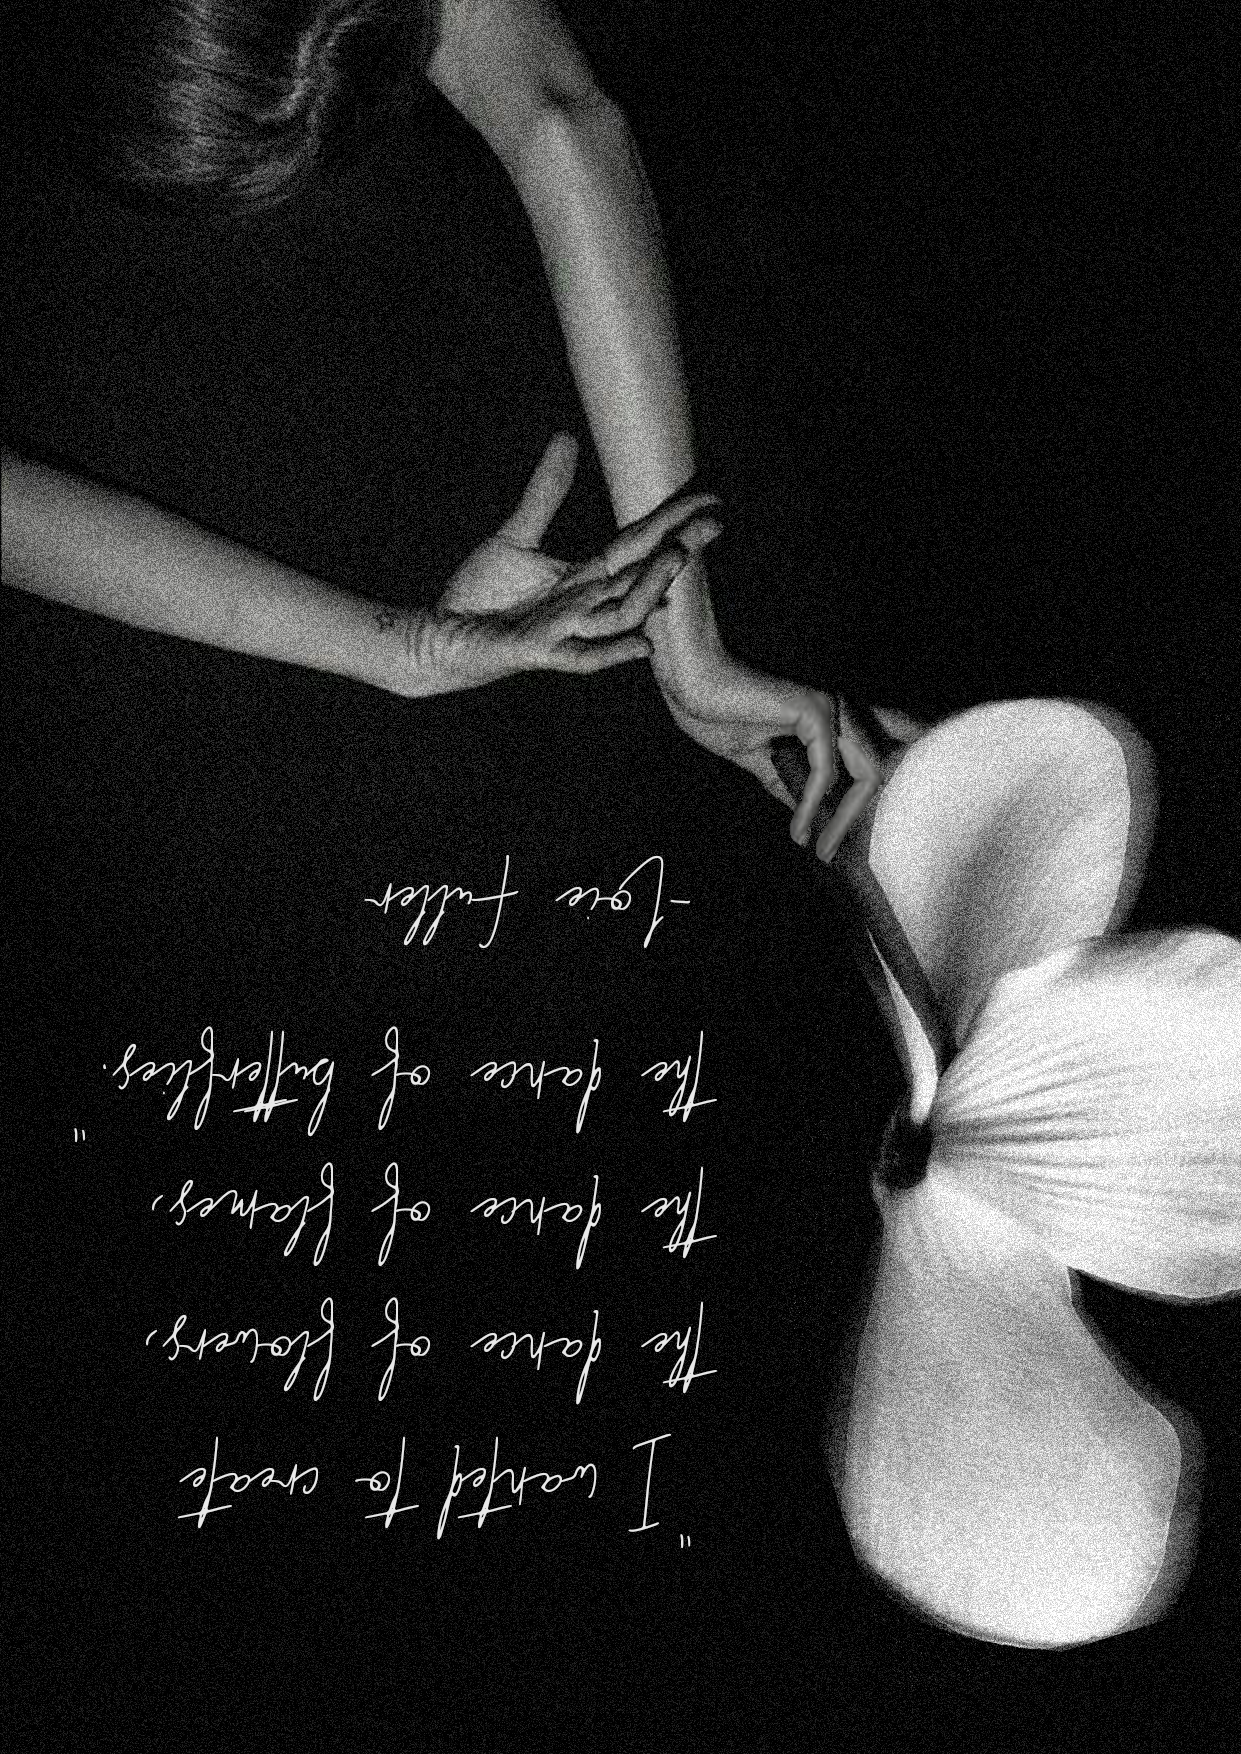 "I wanted to create
the dance of flowers,
the dance of flames,
the dance of butterflies."
-Loie Fuller